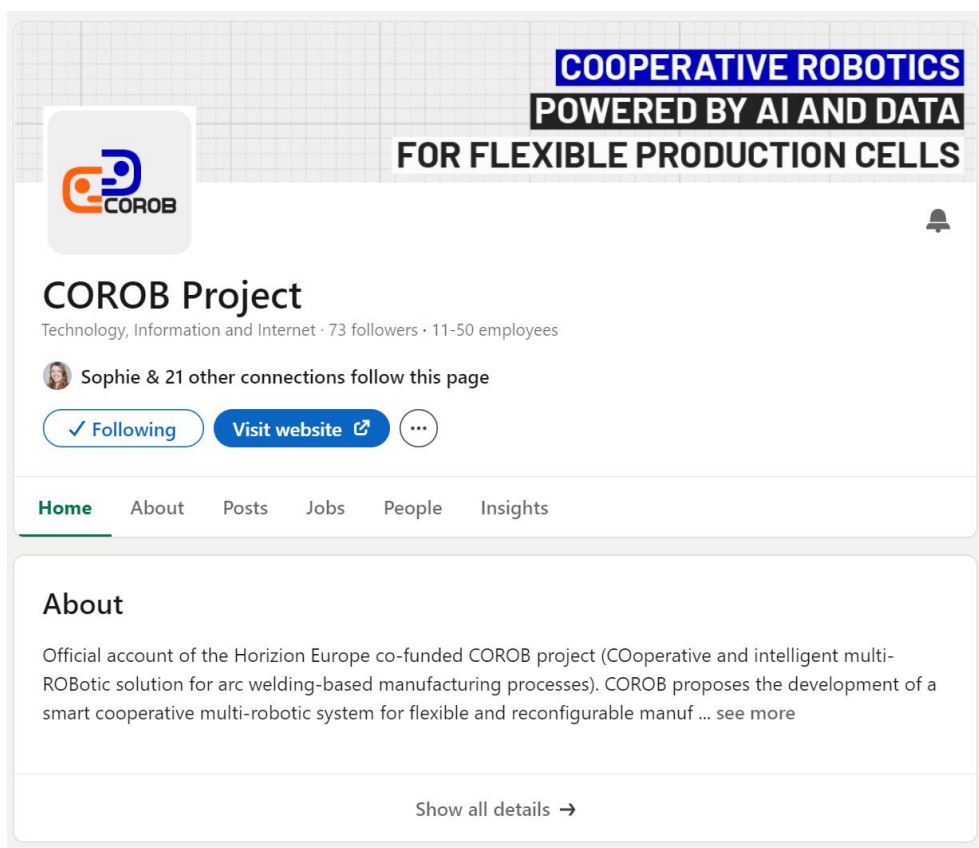 COOPERATIVE ROBOTICS
POWERED BY AI AND DATA
FOR FLEXIBLE PRODUCTION CELLS
COROB
COROB Project
Technology, Information and Internet · 73 followers · 11-50 employees
Sophie & 21 other connections follow this page
Following
Visit website
Home About Posts Jobs People Insights
About
Official account of the Horizion Europe co-funded COROB project (COoperative and intelligent multi-
ROBotic solution for arc welding-based manufacturing processes). COROB proposes the development of a
smart cooperative multi-robotic system for flexible and reconfigurable manuf ... see more
Show all details →